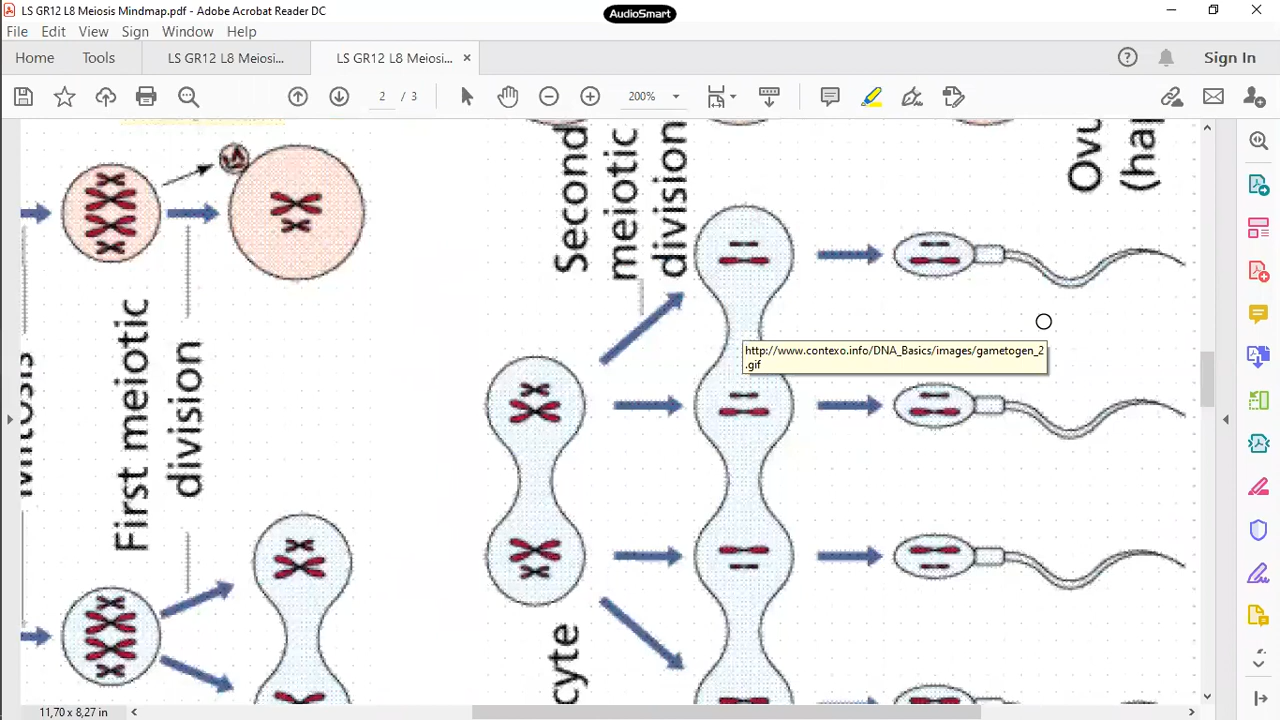 LS GR12 L8 Meiosis Mindmap.pdf - Adobe Acrobat Reader DC
AudioSmart
File Edit View Sign Window Help
Home Tools LS GR12 L8 Meiosi... LS GR12 L8 Meiosi... × Sign In
2 / 3 200%
First meiotic
division
Second
meiotic
division
http://www.contexo.info/DNA_Basics/images/gametogen_2
.gif
11,70 x 8,27 in